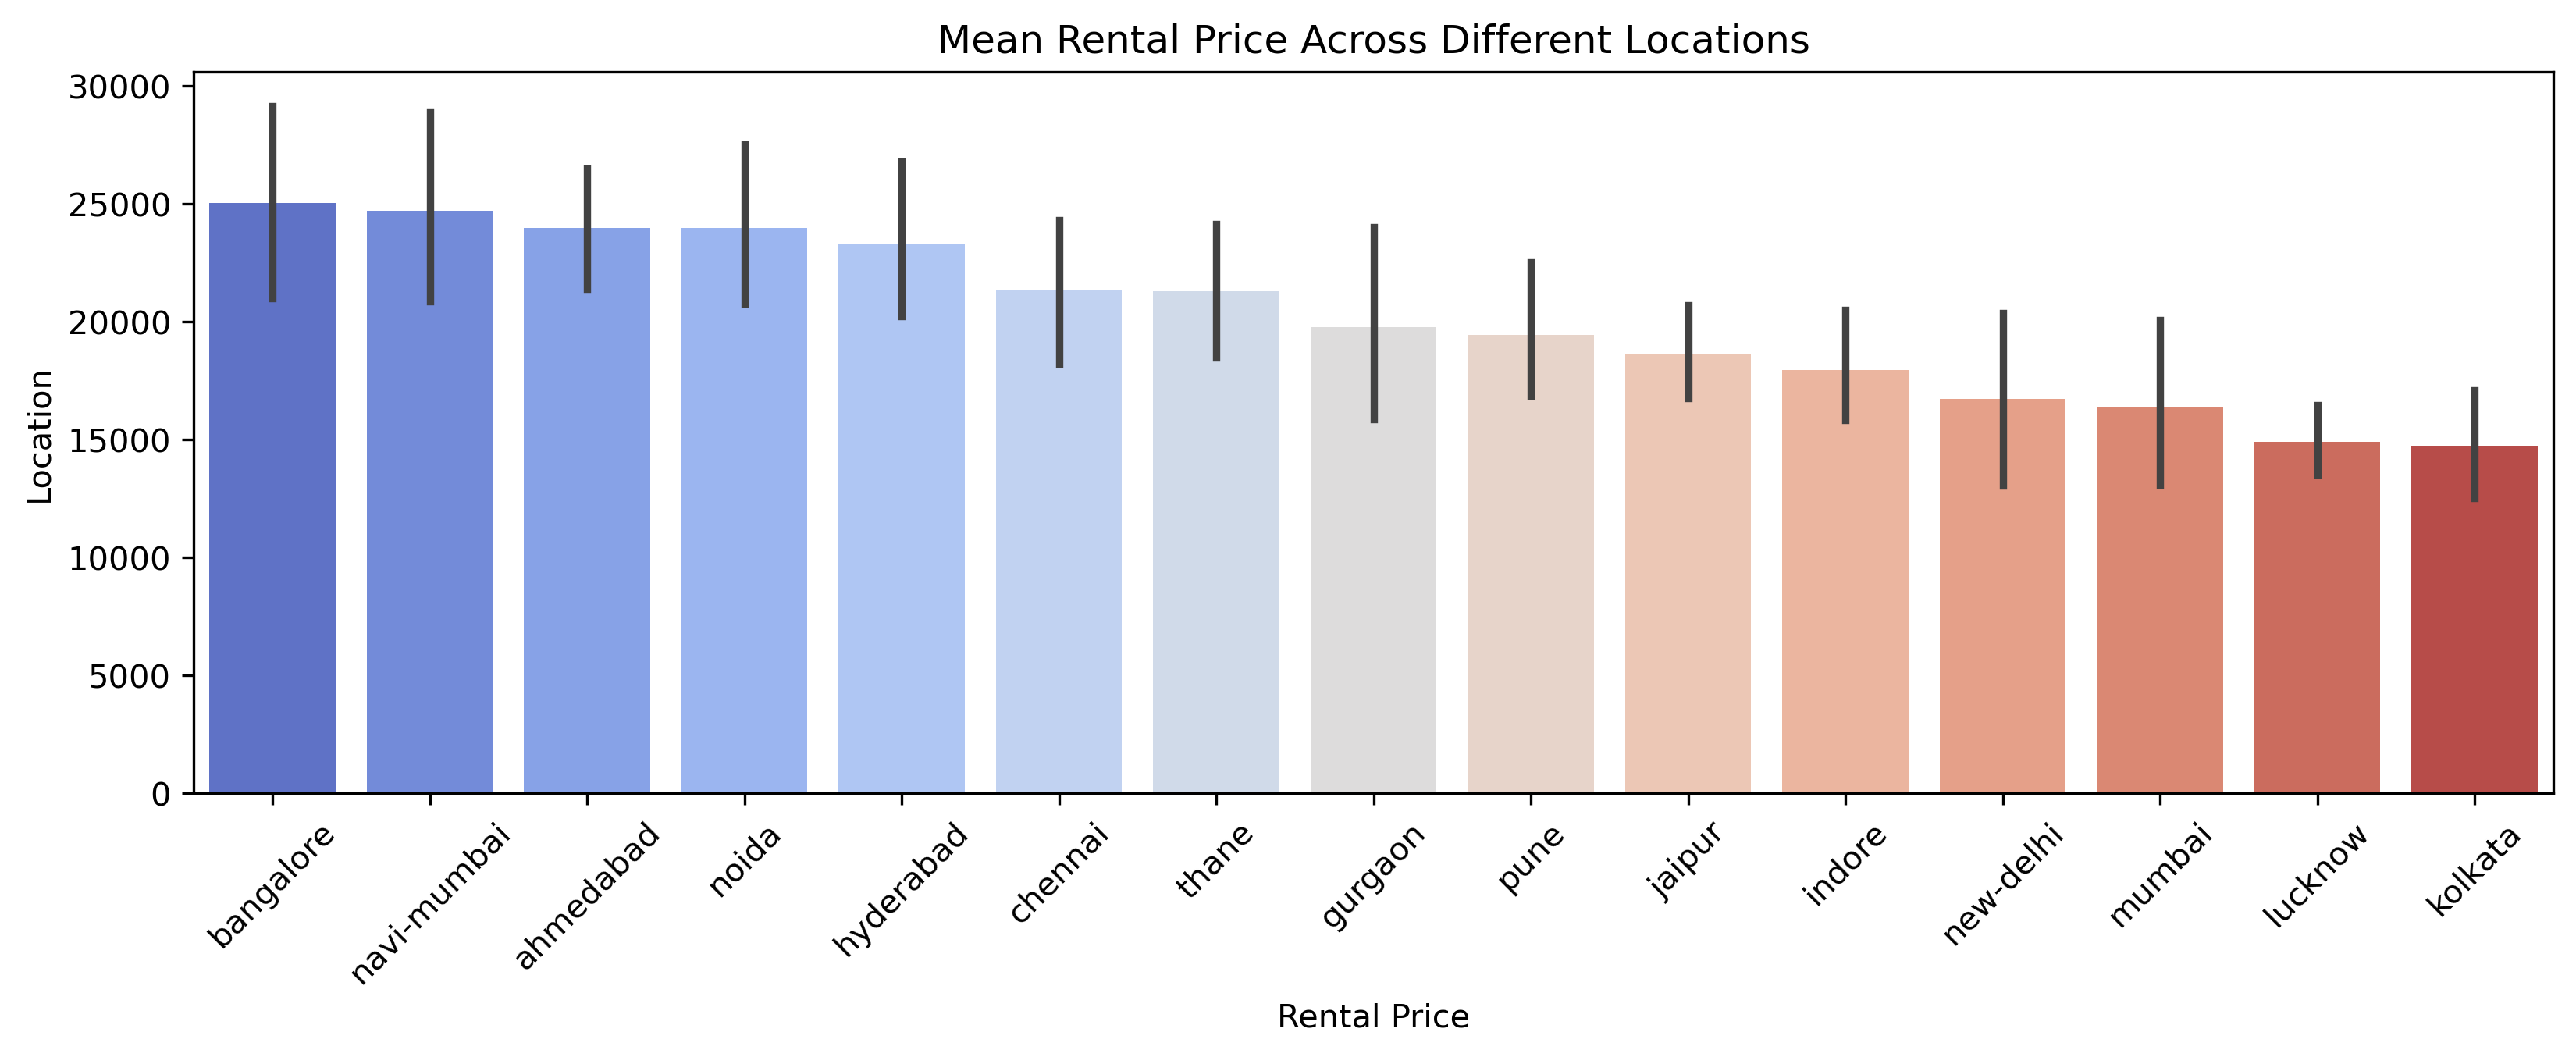 Mean Rental Price Across Different Locations
30000
25000
20000
15000
10000
5000
0
Location
bangalore
navi-mumbai
ahmedabad
noida
hyderabad
chennai
thane
gurgaon
pune
jaipur
indore
new-delhi
mumbai
lucknow
kolkata
Rental Price